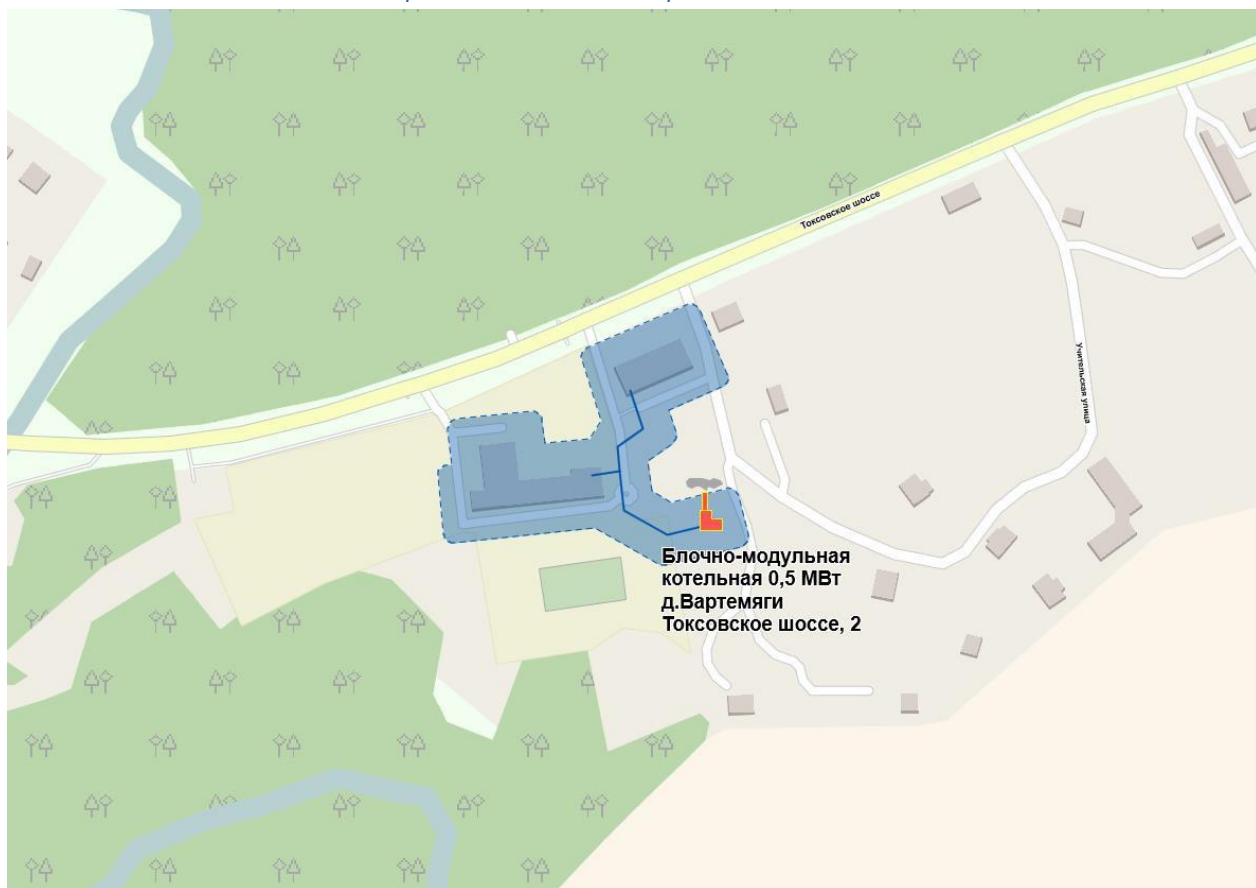 Токсовское шоссе
Учительская улица
Блочно-модульная
котельная 0,5 МВт
д.Вартемяги
Токсовское шоссе, 2